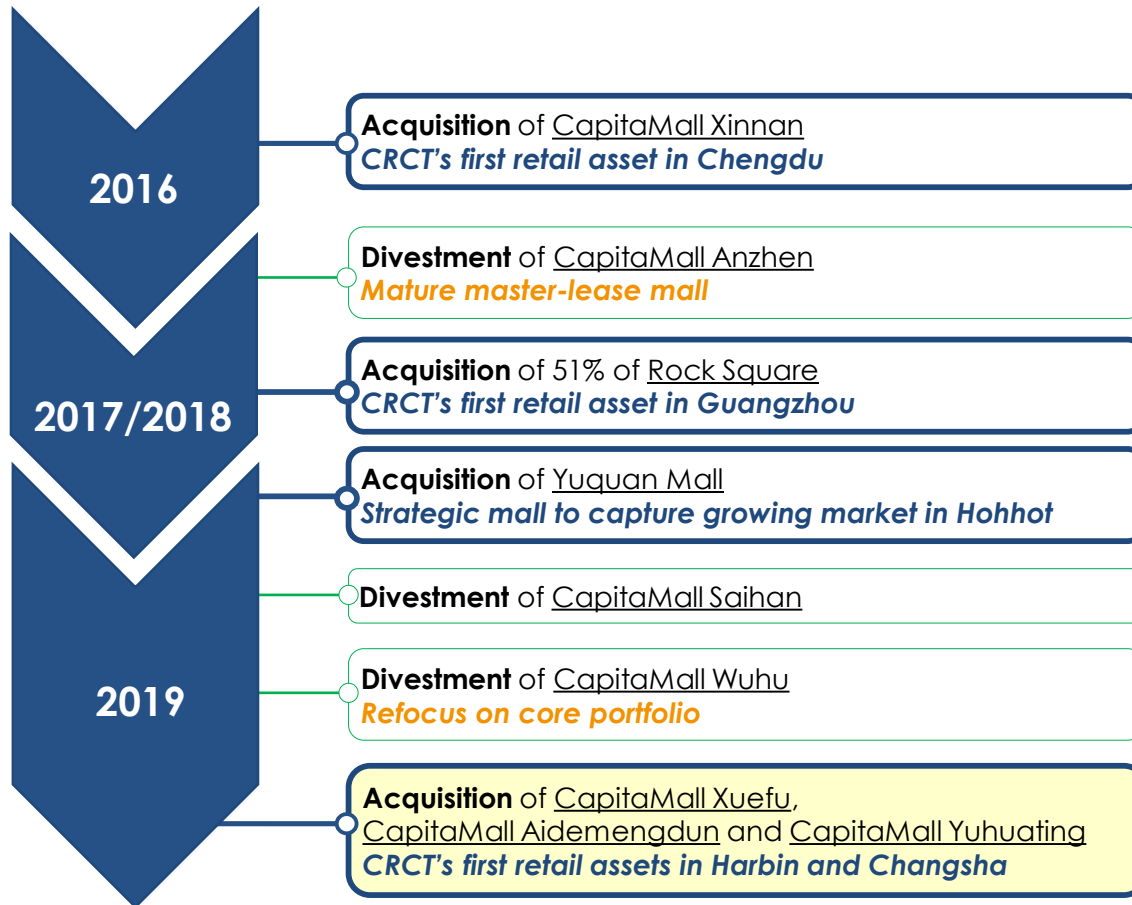 2016
Acquisition of CapitaMall Xinnan
CRCT's first retail asset in Chengdu
Divestment of CapitaMall Anzhen
Mature master-lease mall
2017/2018
Acquisition of 51% of Rock Square
CRCT's first retail asset in Guangzhou
Acquisition of Yuquan Mall
Strategic mall to capture growing market in Hohhot
2019
Divestment of CapitaMall Saihan
Divestment of CapitaMall Wuhu
Refocus on core portfolio
Acquisition of CapitaMall Xuefu,
CapitaMall Aidemengdun and CapitaMall Yuhuating
CRCT's first retail assets in Harbin and Changsha